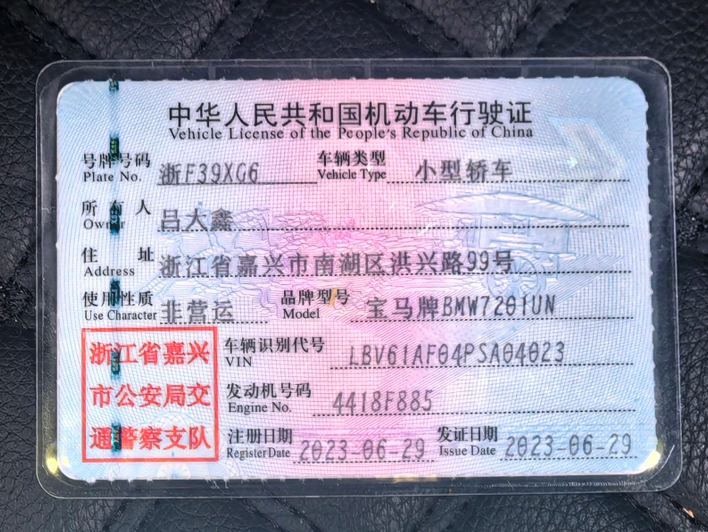 中华人民共和国机动车行驶证
Vehicle License of the People's Republic of China
号牌号码 浙F39XG6 车辆类型 小型轿车
Plate No. Vehicle Type
所有人 吕大鑫
Owner
住址 浙江省嘉兴市南湖区洪兴路99号
Address
使用性质 非营运 品牌型号 宝马牌BMW7201UN
Use Character Model
浙江省嘉兴
市公安局交
通警察支队
车辆识别代号 LBV61AF04PSA04023
VIN
发动机号码 4418F885
Engine No.
注册日期 2023-06-29 发证日期 2023-06-29
Register Date Issue Date